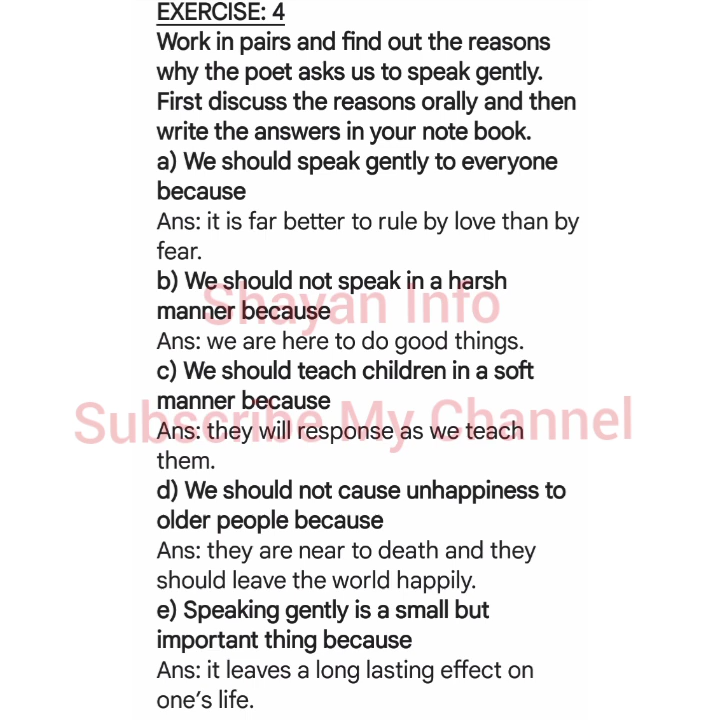 EXERCISE: 4
Work in pairs and find out the reasons
why the poet asks us to speak gently.
First discuss the reasons orally and then
write the answers in your note book.
a) We should speak gently to everyone
because
Ans: it is far better to rule by love than by
fear.
b) We should not speak in a harsh
manner because
Shayan Info
Ans: we are here to do good things.
c) We should teach children in a soft
manner because
Subscribe My Channel
Ans: they will response as we teach
them.
d) We should not cause unhappiness to
older people because
Ans: they are near to death and they
should leave the world happily.
e) Speaking gently is a small but
important thing because
Ans: it leaves a long lasting effect on
one's life.